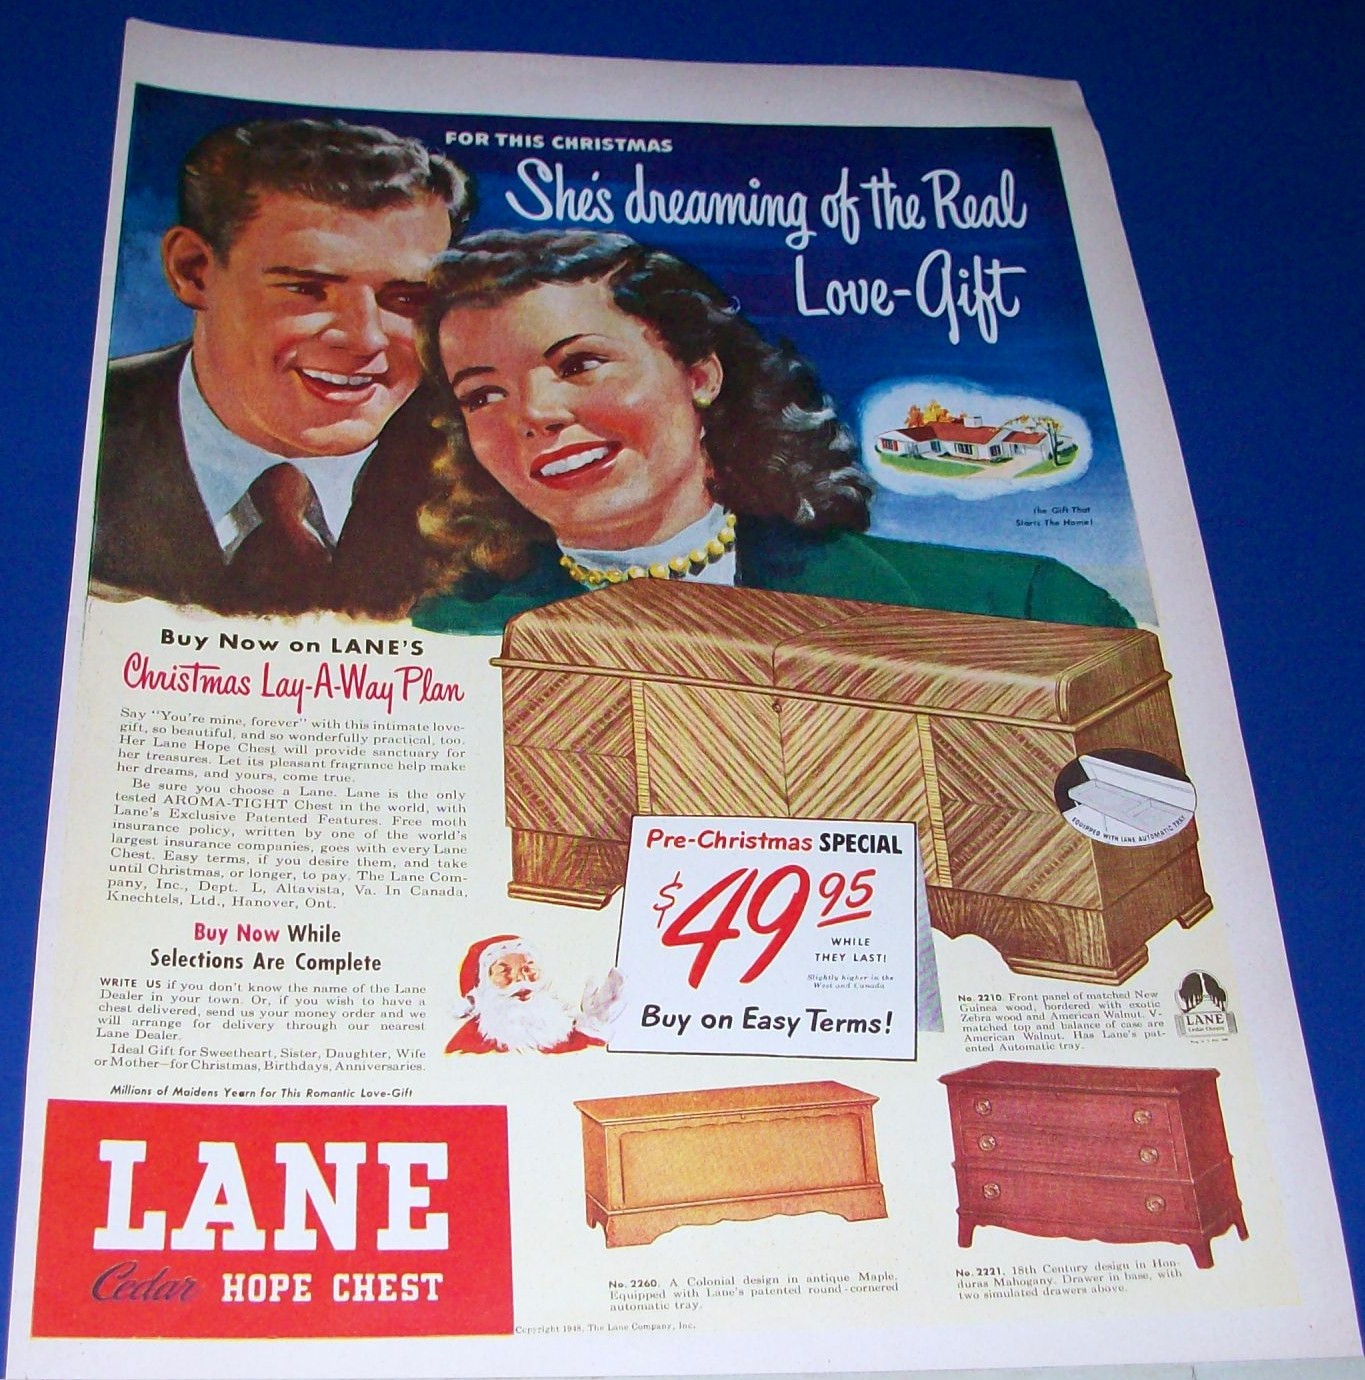 FOR THIS CHRISTMAS
She's dreaming of the Real
Love-Gift
The Gift That
Starts The Home!
Buy Now on LANE'S
Christmas Lay-A-Way Plan
Say "You're mine, forever" with this intimate love-
gift, so beautiful, and so wonderfully practical, too.
Her Lane Hope Chest will provide sanctuary for
her treasures. Let its pleasant fragrance help make
her dreams, and yours, come true.
Be sure you choose a Lane. Lane is the only
tested AROMA-TIGHT Chest in the world, with
Lane's Exclusive Patented Features. Free moth
insurance policy, written by one of the world's
largest insurance companies, goes with every Lane
Chest. Easy terms, if you desire them, and take
until Christmas, or longer, to pay. The Lane Com-
pany, Inc., Dept. L, Altavista, Va. In Canada,
Knechtels, Ltd., Hanover, Ont.
Buy Now While
Selections Are Complete
WRITE US if you don't know the name of the Lane
Dealer in your town. Or, if you wish to have a
chest delivered, send us your money order and we
will arrange for delivery through our nearest
Lane Dealer.
Ideal Gift for Sweetheart, Sister, Daughter, Wife
or Mother—for Christmas, Birthdays, Anniversaries.
Millions of Maidens Yearn for This Romantic Love-Gift
LANE
Cedar HOPE CHEST
EQUIPPED WITH LANE AUTOMATIC TRAY
Pre-Christmas SPECIAL
$49 95
WHILE
THEY LAST!
Slightly higher in the
West and Canada
Buy on Easy Terms!
No. 2210. Front panel of matched New
Guinea wood, bordered with exotic
Zebra wood and American Walnut. V-
matched top and balance of case are
American Walnut. Has Lane's pat-
ented Automatic tray.
LANE
Cedar Chests
No. 2260. A Colonial design in antique Maple.
Equipped with Lane's patented round-cornered
automatic tray.
No. 2221. 18th Century design in Hon-
duras Mahogany. Drawer in base, with
two simulated drawers above.
Copyright 1948, The Lane Company, Inc.